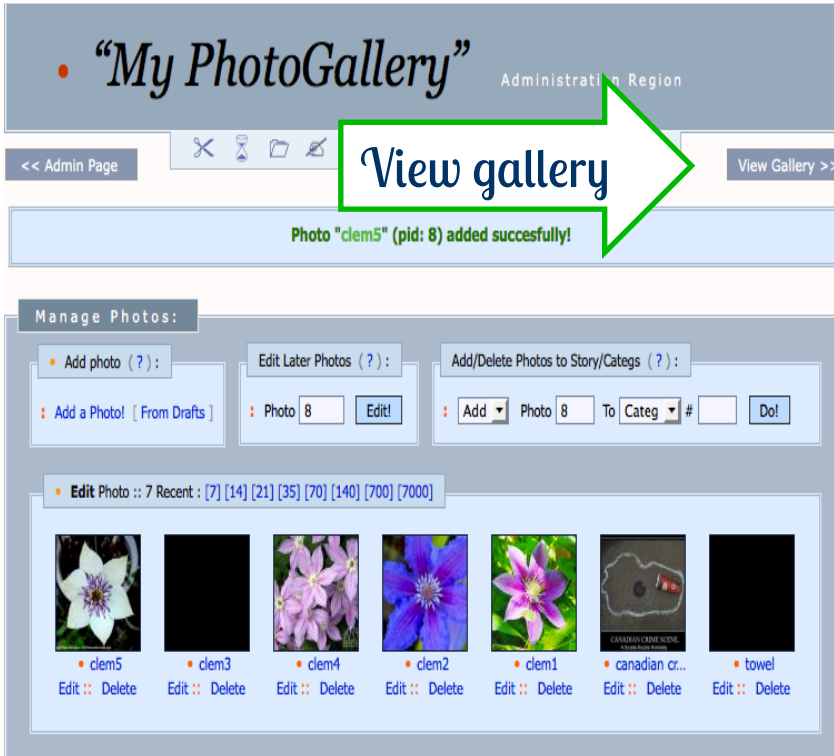 • “My PhotoGallery” Administration Region
<< Admin Page
View gallery
View Gallery >>
Photo "clem5" (pid: 8) added succesfully!
Manage Photos:
• Add photo ( ? ) :
: Add a Photo! [ From Drafts ]
Edit Later Photos ( ? ) :
: Photo 8 Edit!
Add/Delete Photos to Story/Categs ( ? ) :
: Add Photo 8 To Categ # Do!
• Edit Photo :: 7 Recent : [7] [14] [21] [35] [70] [140] [700] [7000]
CANADIAN CRIME SCENE.
• clem5 • clem3 • clem4 • clem2 • clem1 • canadian cr... • towel
Edit :: Delete Edit :: Delete Edit :: Delete Edit :: Delete Edit :: Delete Edit :: Delete Edit :: Delete